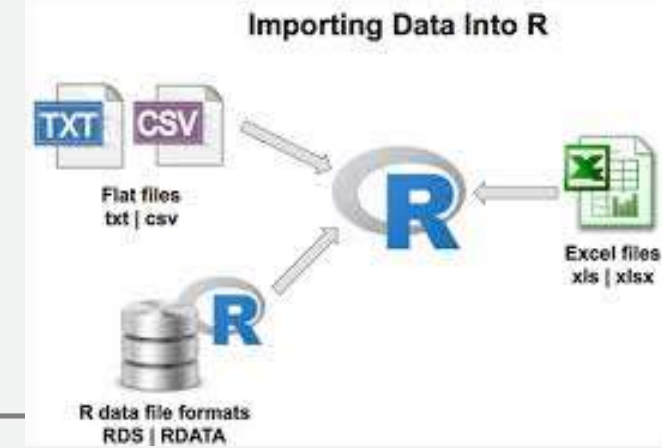 Importing Data Into R
TXT CSV
Flat files
txt | csv
R
X
Excel files
xls | xlsx
R
R data file formats
RDS | RDATA